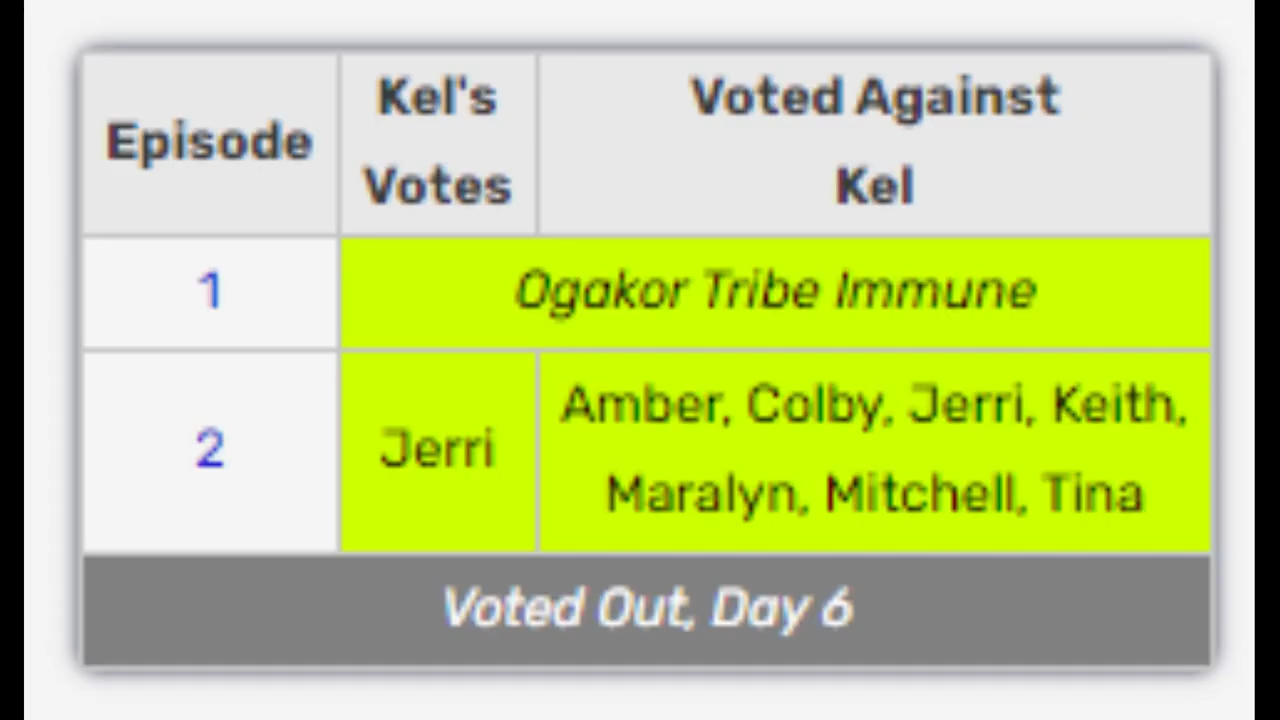 Episode
Kel's
Votes
Voted Against
Kel
1
Ogakor Tribe Immune
2
Jerri
Amber, Colby, Jerri, Keith,
Maralyn, Mitchell, Tina
Voted Out, Day 6